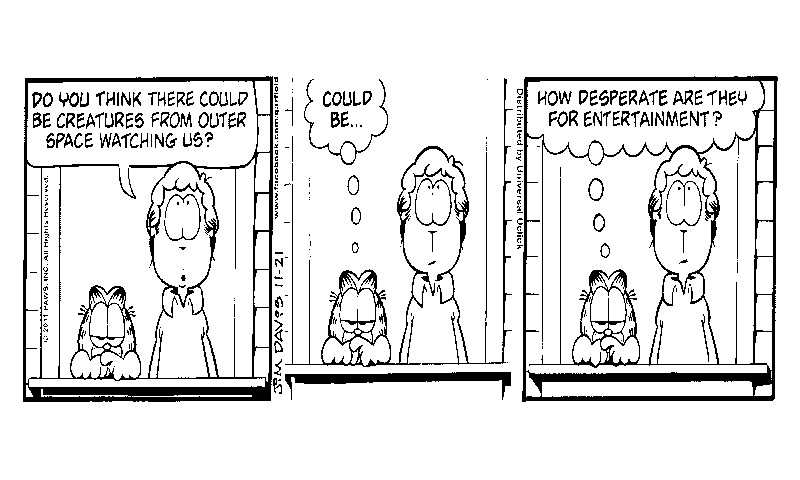 DO YOU THINK THERE COULD
BE CREATURES FROM OUTER
SPACE WATCHING US?
© 2011 PAWS, INC. All Rights Reserved.
www.facebook.com/garfield
JIM DAVIS 11-21
COULD
BE...
Distributed by Universal Uclick
HOW DESPERATE ARE THEY
FOR ENTERTAINMENT?